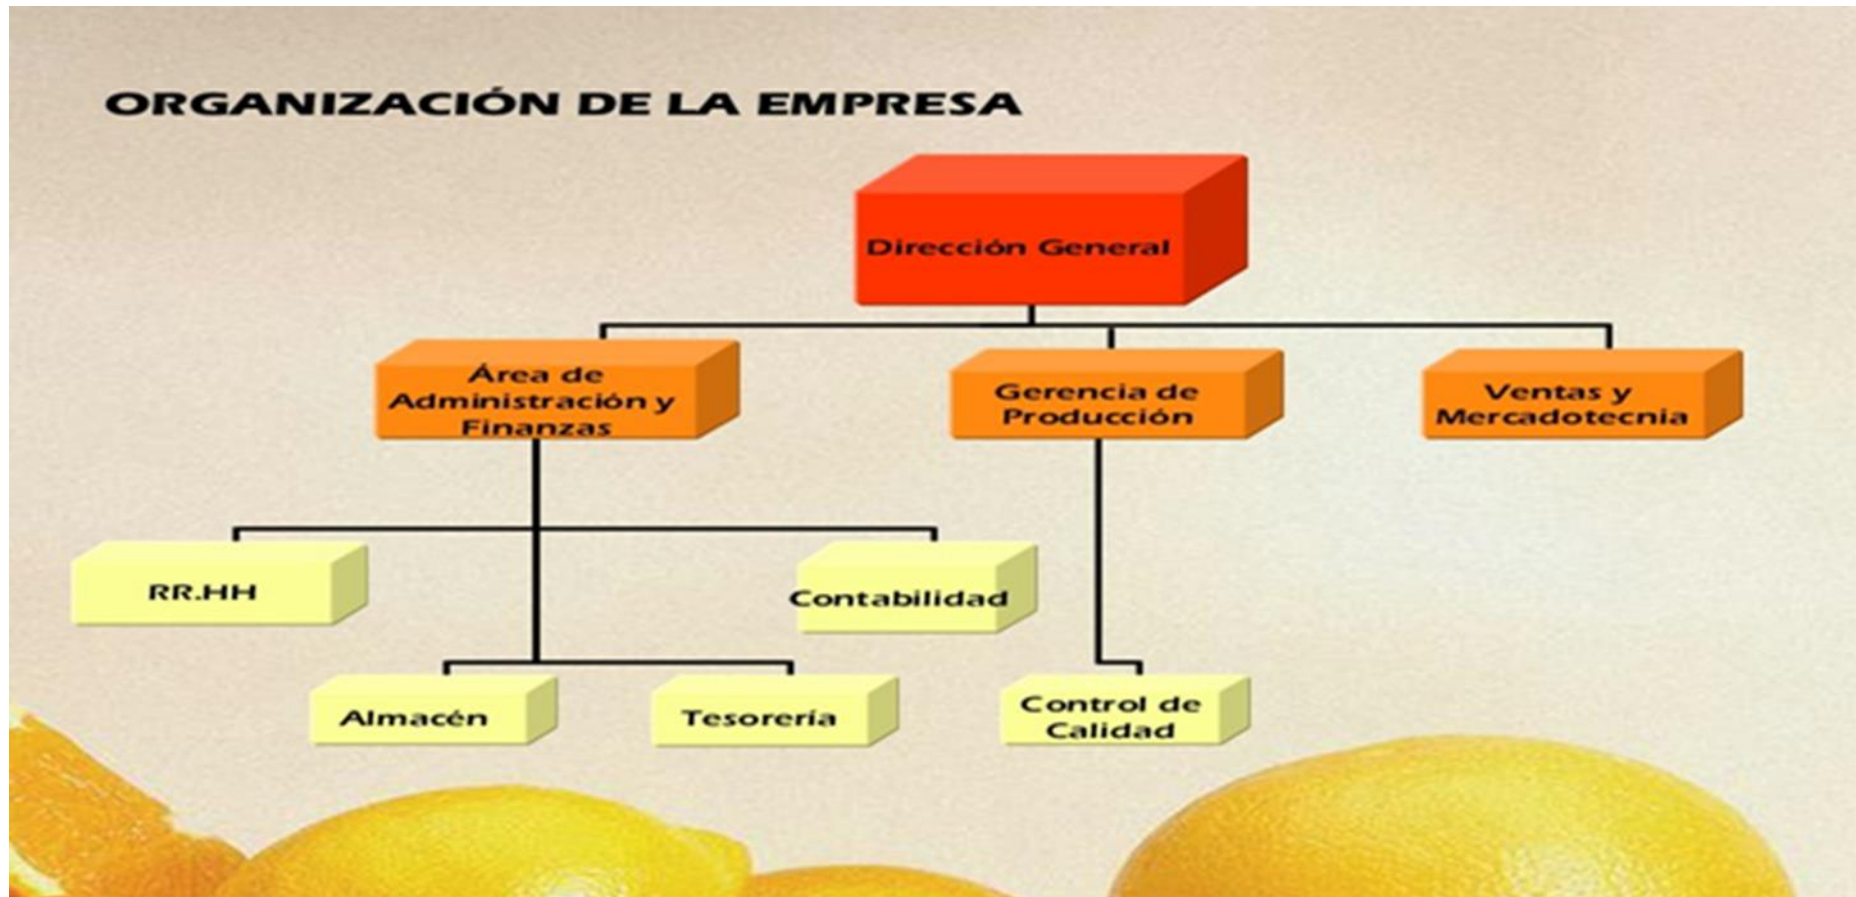 ORGANIZACIÓN DE LA EMPRESA
Dirección General
Área de
Administración y
Finanzas
Gerencia de
Producción
Ventas y
Mercadotecnia
RR.HH
Contabilidad
Almacén
Tesorería
Control de
Calidad